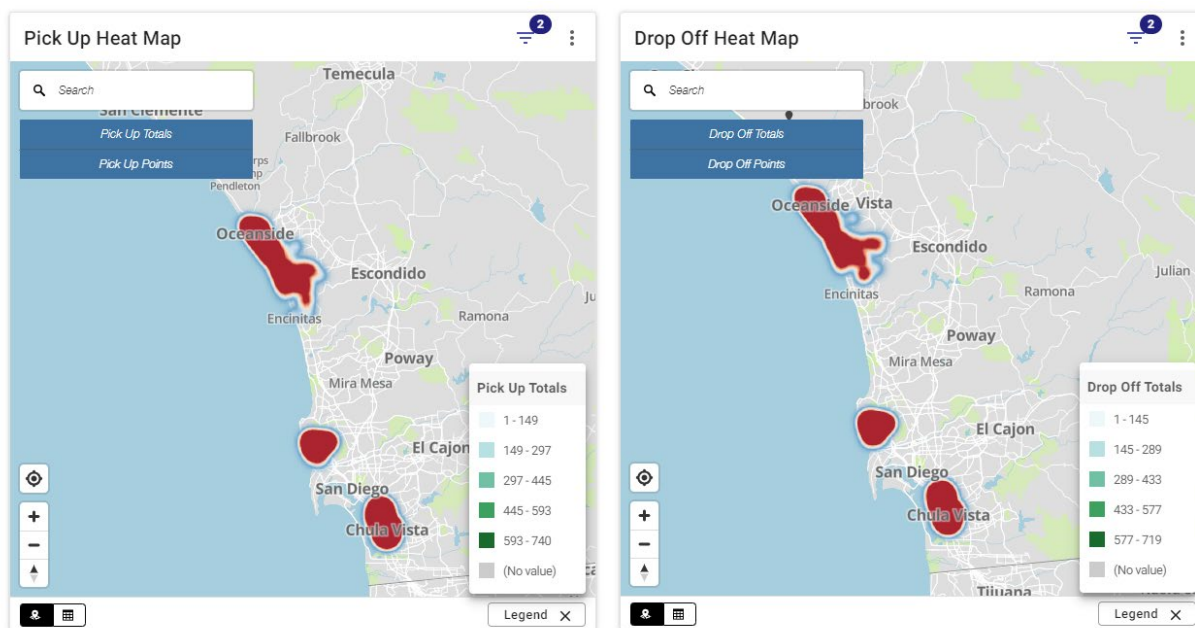 Pick Up Heat Map
2
Search
Temecula
San Clemente
Pick Up Totals
Pick Up Points
Fallbrook
Pendleton
Oceanside
Escondido
Encinitas
Ramona
Poway
Mira Mesa
El Cajon
San Diego
Chula Vista
Pick Up Totals
1 - 149
149 - 297
297 - 445
445 - 593
593 - 740
(No value)
Legend
Drop Off Heat Map
2
Search
brook
Drop Off Totals
Drop Off Points
Oceanside
Vista
Escondido
Julian
Encinitas
Ramona
Poway
Mira Mesa
El Cajon
San Diego
Chula Vista
Tijuana
Drop Off Totals
1 - 145
145 - 289
289 - 433
433 - 577
577 - 719
(No value)
Legend